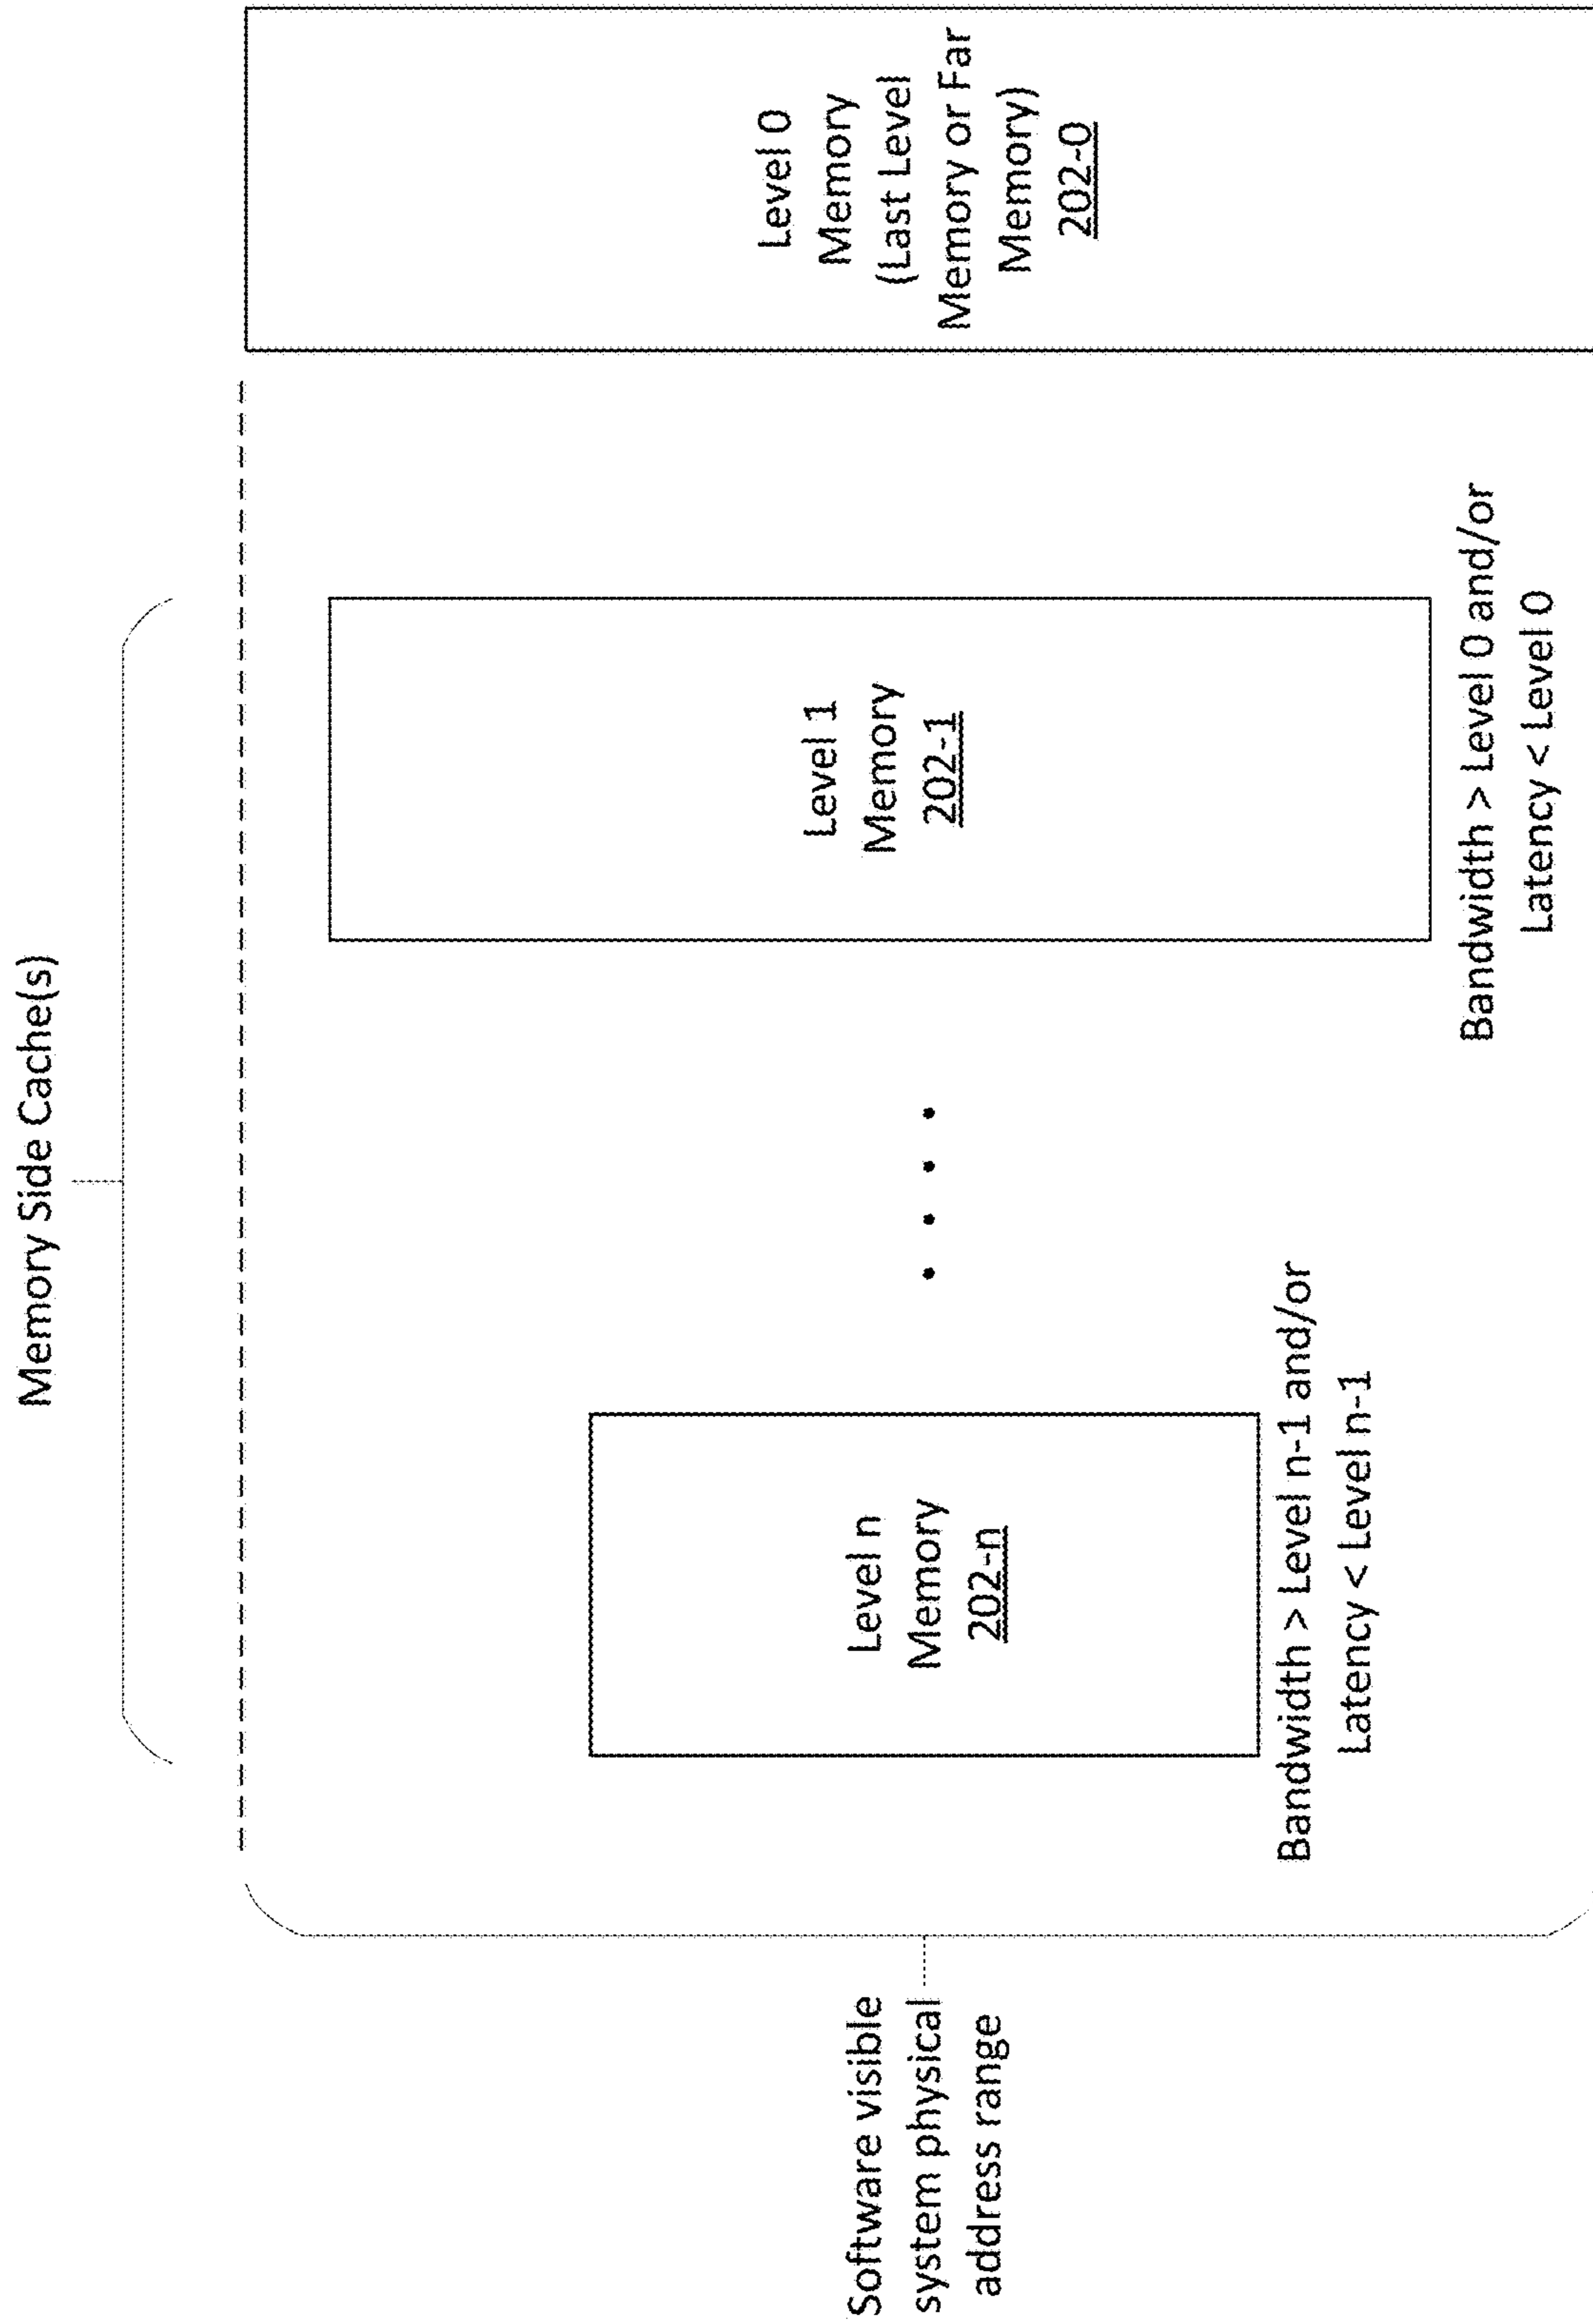 Memory Side Cache(s)
Software visible
system physical
address range
Level n
Memory
202-n
Bandwidth > Level n-1 and/or
Latency < Level n-1
Level 1
Memory
202-1
Bandwidth > Level 0 and/or
Latency < Level 0
Level 0
Memory
(Last Level
Memory or Far
Memory)
202-0